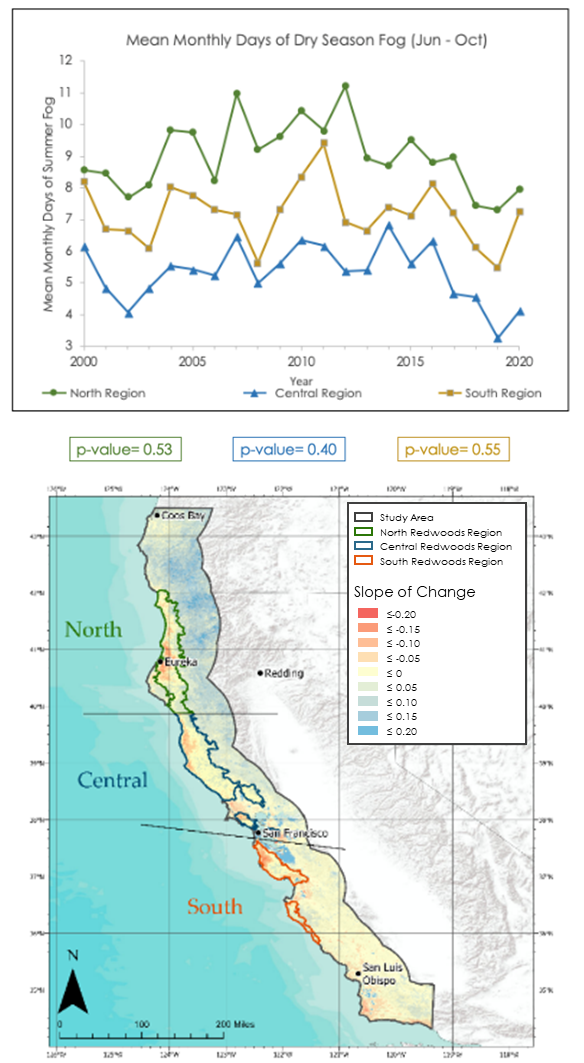 Mean Monthly Days of Dry Season Fog (Jun - Oct)
Mean Monthly Days of Summer Fog
12
11
10
9
8
7
6
5
4
3
2000
2005
2010
2015
2020
Year
North Region
Central Region
South Region
p-value= 0.53
p-value= 0.40
p-value= 0.55
Coos Bay
North
Eureka
Redding
Central
San Francisco
South
San Luis
Obispo
Study Area
North Redwoods Region
Central Redwoods Region
South Redwoods Region
Slope of Change
≤-0.20
≤ -0.15
≤ -0.10
≤ -0.05
≤ 0
≤ 0.05
≤ 0.10
≤ 0.15
≤ 0.20
N
0
100
200 Miles